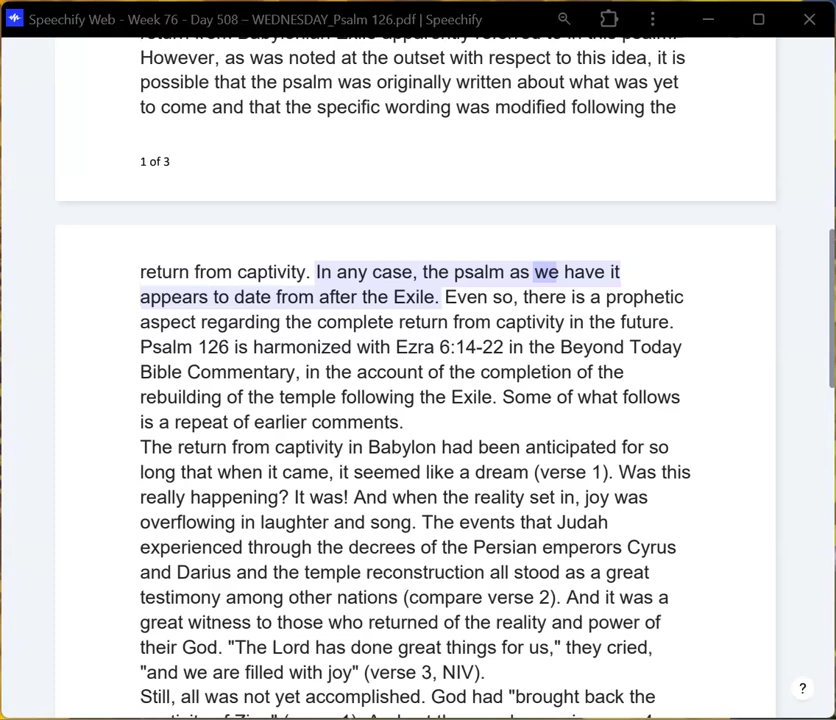 Speechify Web - Week 76 - Day 508 – WEDNESDAY_Psalm 126.pdf | Speechify
However, as was noted at the outset with respect to this idea, it is
possible that the psalm was originally written about what was yet
to come and that the specific wording was modified following the
1 of 3
return from captivity. In any case, the psalm as we have it
appears to date from after the Exile. Even so, there is a prophetic
aspect regarding the complete return from captivity in the future.
Psalm 126 is harmonized with Ezra 6:14-22 in the Beyond Today
Bible Commentary, in the account of the completion of the
rebuilding of the temple following the Exile. Some of what follows
is a repeat of earlier comments.
The return from captivity in Babylon had been anticipated for so
long that when it came, it seemed like a dream (verse 1). Was this
really happening? It was! And when the reality set in, joy was
overflowing in laughter and song. The events that Judah
experienced through the decrees of the Persian emperors Cyrus
and Darius and the temple reconstruction all stood as a great
testimony among other nations (compare verse 2). And it was a
great witness to those who returned of the reality and power of
their God. "The Lord has done great things for us," they cried,
"and we are filled with joy" (verse 3, NIV).
Still, all was not yet accomplished. God had "brought back the
?